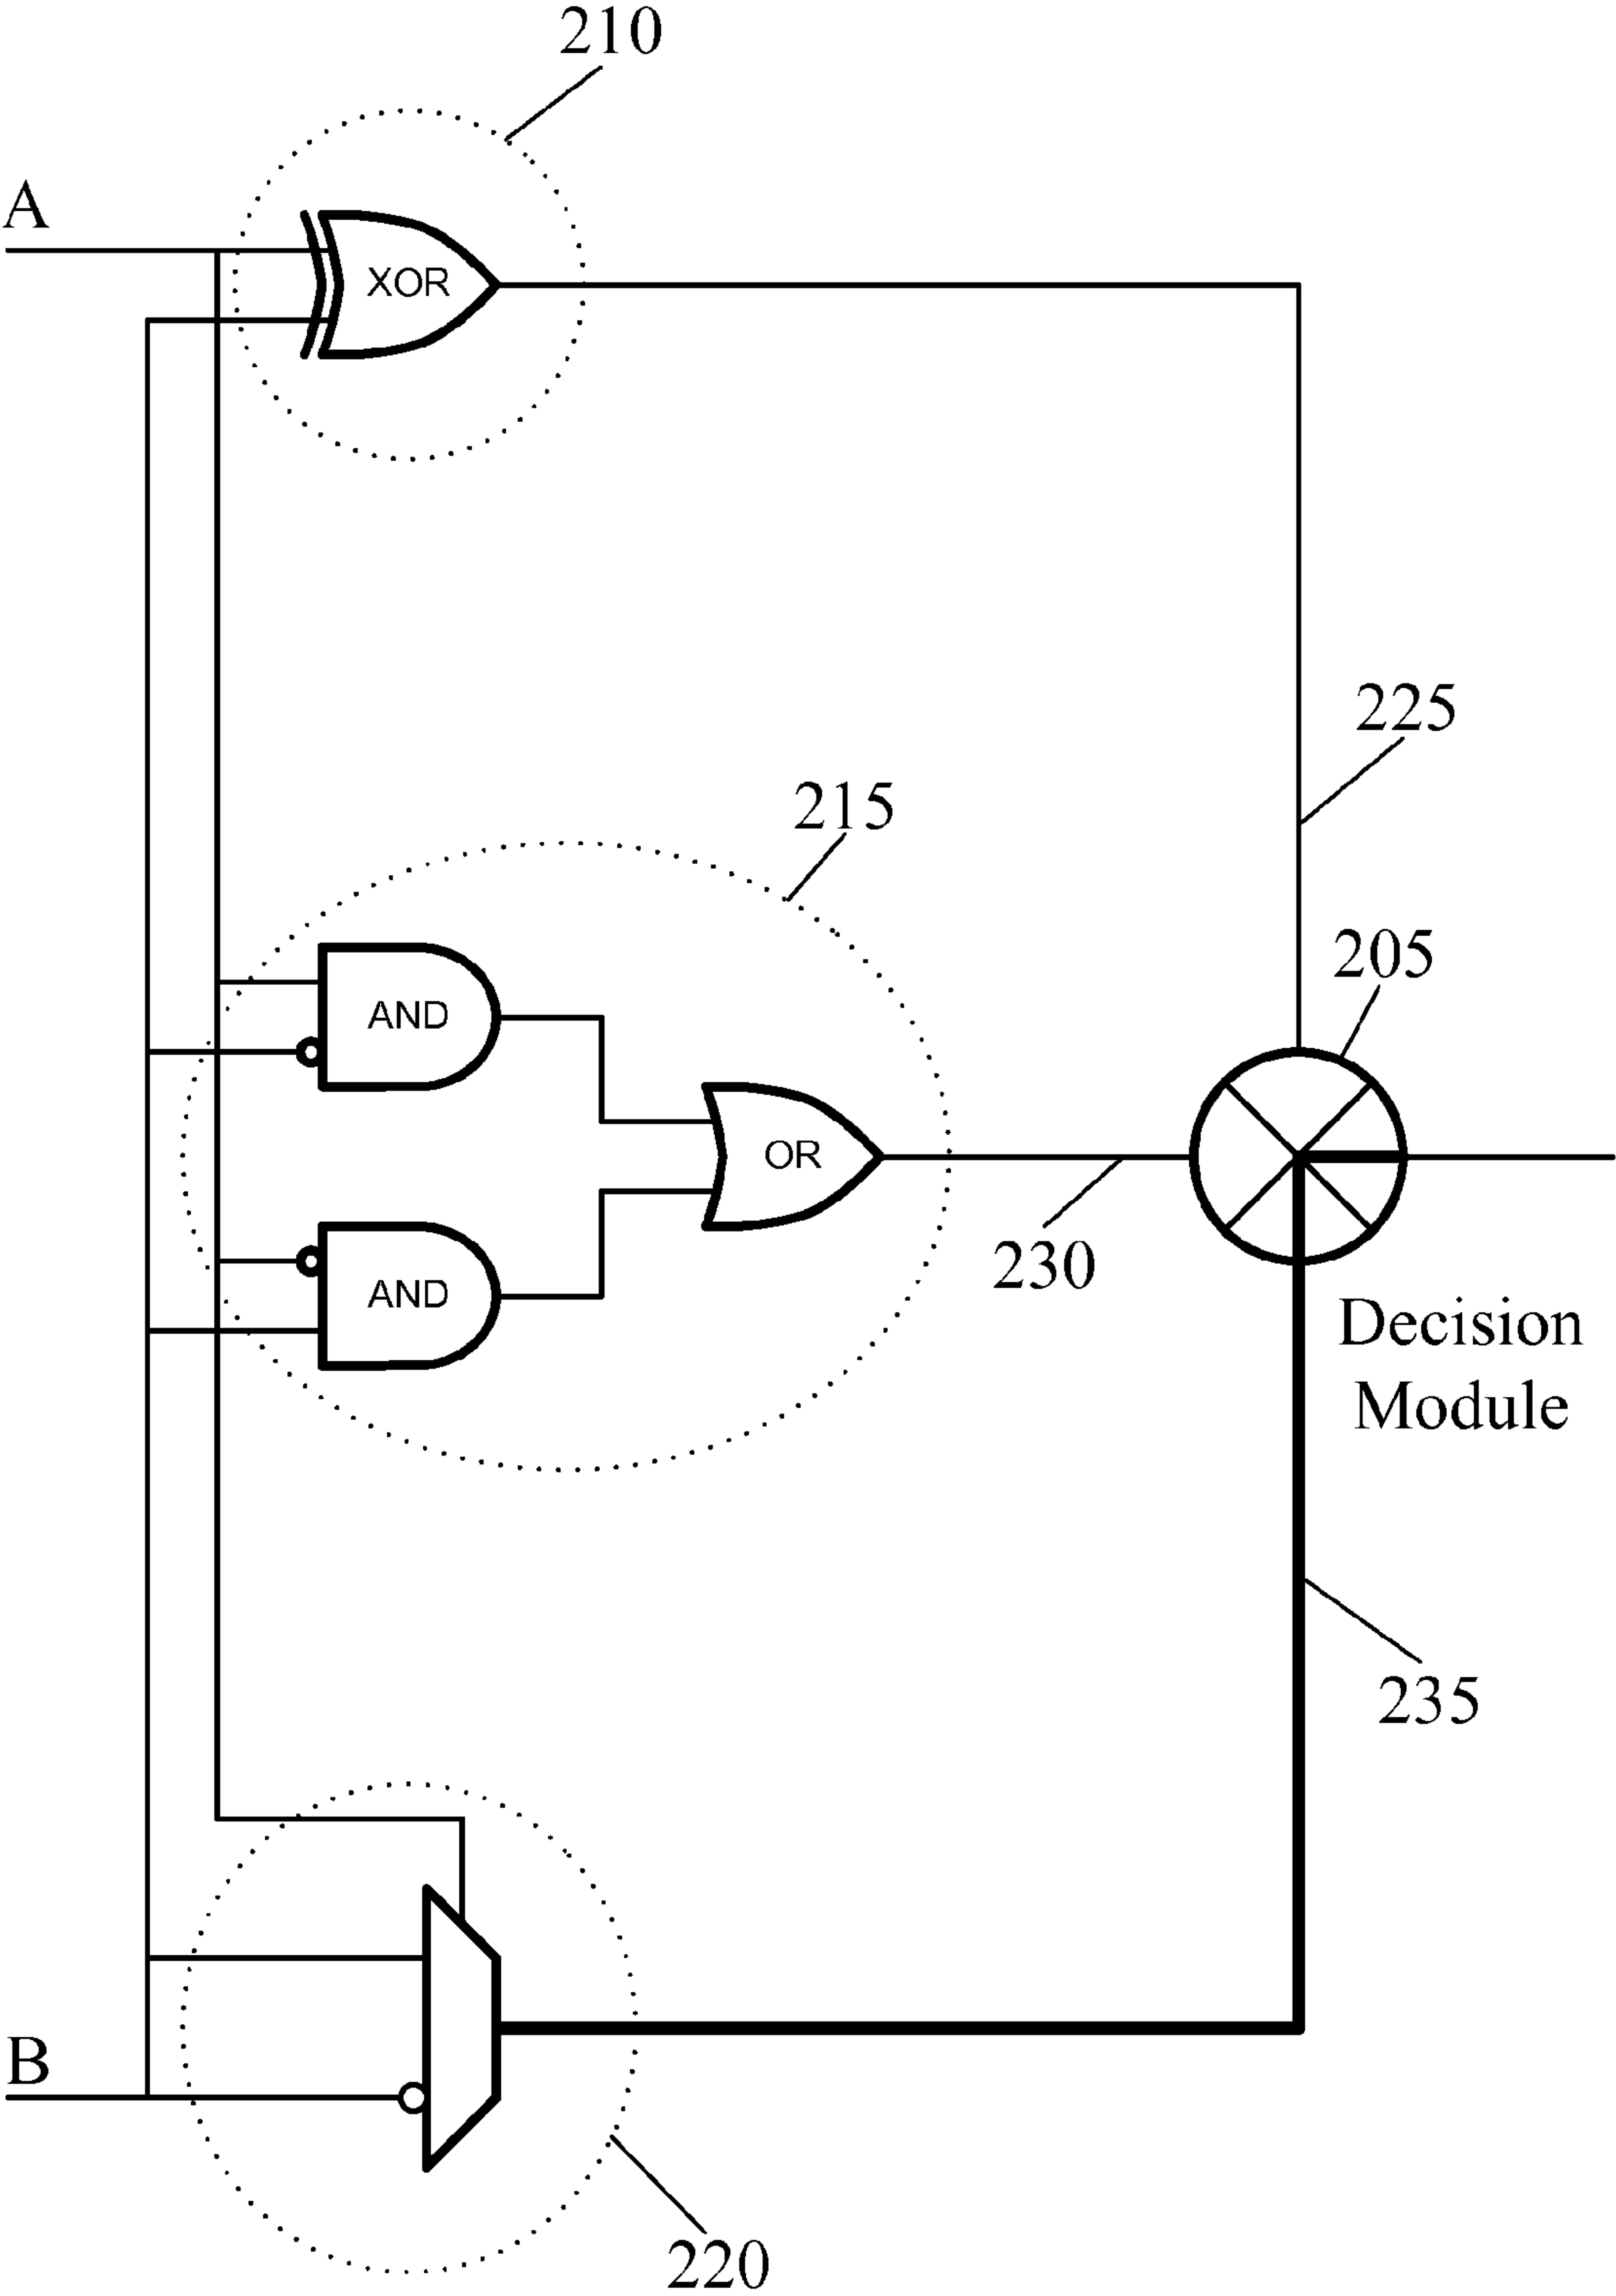 210
A
XOR
225
215
205
AND
OR
230
AND
Decision
Module
235
B
220